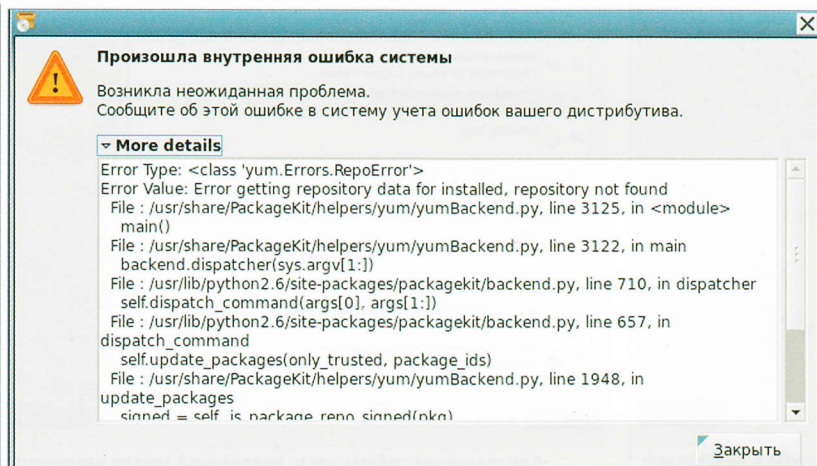 Произошла внутренняя ошибка системы
Возникла неожиданная проблема.
Сообщите об этой ошибке в систему учета ошибок вашего дистрибутива.
More details
Error Type: <class 'yum.Errors.RepoError'>
Error Value: Error getting repository data for installed, repository not found
File : /usr/share/PackageKit/helpers/yum/yumBackend.py, line 3125, in <module>
main()
File : /usr/share/PackageKit/helpers/yum/yumBackend.py, line 3122, in main
backend.dispatcher(sys.argv[1:])
File : /usr/lib/python2.6/site-packages/packagekit/backend.py, line 710, in dispatcher
self.dispatch_command(args[0], args[1:])
File : /usr/lib/python2.6/site-packages/packagekit/backend.py, line 657, in
dispatch_command
self.update_packages(only_trusted, package_ids)
File : /usr/share/PackageKit/helpers/yum/yumBackend.py, line 1948, in
update_packages
signed = self._is_package_repo_signed(pkg)
Закрыть